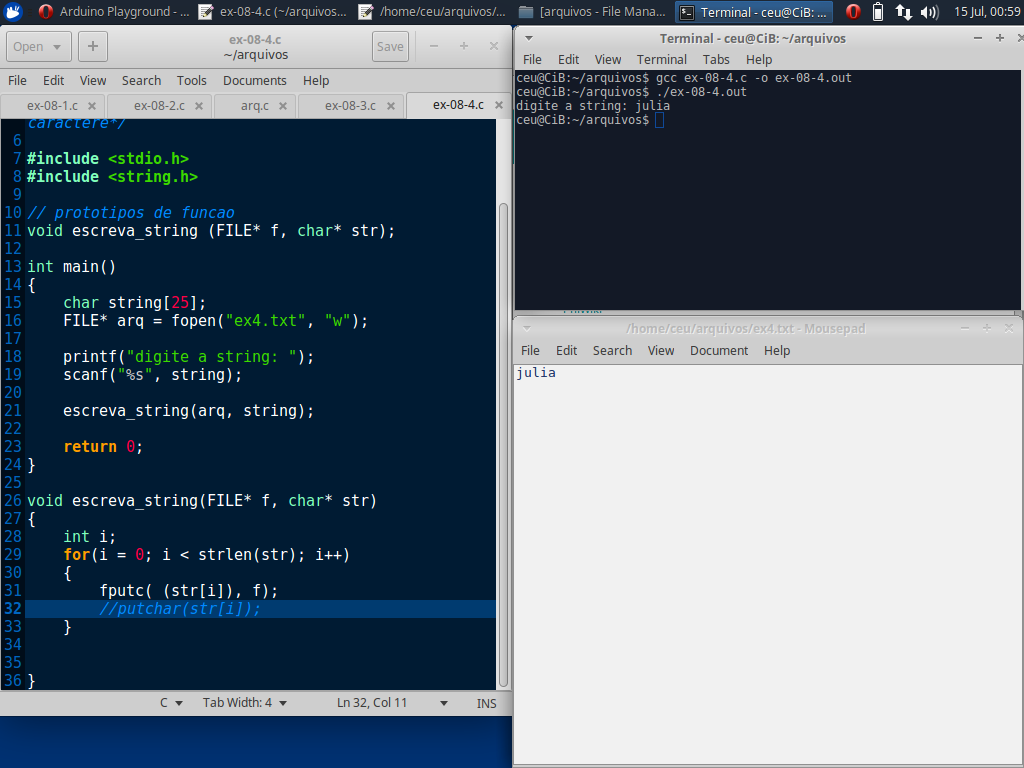 Arduino Playground - ...
ex-08-4.c (~/arquivos...
/home/ceu/arquivos/...
[arquivos - File Mana...
Terminal - ceu@CiB: ...
15 Jul, 00:59
Open
ex-08-4.c
~/arquivos
Save
File Edit View Search Tools Documents Help
ex-08-1.c
ex-08-2.c
arq.c
ex-08-3.c
ex-08-4.c
caractere*/
6
7 #include <stdio.h>
8 #include <string.h>
9
10 // prototipos de funcao
11 void escreva_string (FILE* f, char* str);
12
13 int main()
14 {
15 char string[25];
16 FILE* arq = fopen("ex4.txt", "w");
17
18 printf("digite a string: ");
19 scanf("%s", string);
20
21 escreva_string(arq, string);
22
23 return 0;
24 }
25
26 void escreva_string(FILE* f, char* str)
27 {
28 int i;
29 for(i = 0; i < strlen(str); i++)
30 {
31 fputc( (str[i]), f);
32 //putchar(str[i]);
33 }
34
35
36 }
C Tab Width: 4 Ln 32, Col 11 INS
Terminal - ceu@CiB: ~/arquivos
File Edit View Terminal Tabs Help
ceu@CiB:~/arquivos$ gcc ex-08-4.c -o ex-08-4.out
ceu@CiB:~/arquivos$ ./ex-08-4.out
digite a string: julia
ceu@CiB:~/arquivos$
/home/ceu/arquivos/ex4.txt - Mousepad
File Edit Search View Document Help
julia